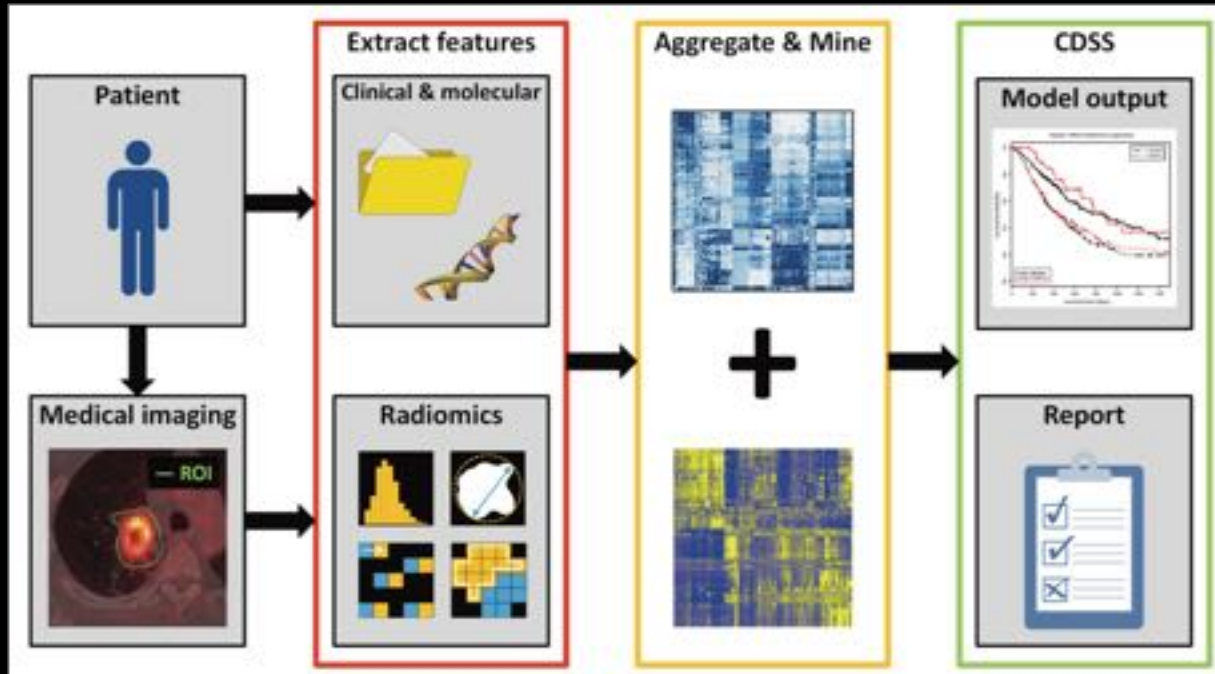 Extract features
Aggregate & Mine
CDSS
Patient
Clinical & molecular
Model output
Medical imaging
— ROI
Radiomics
Report